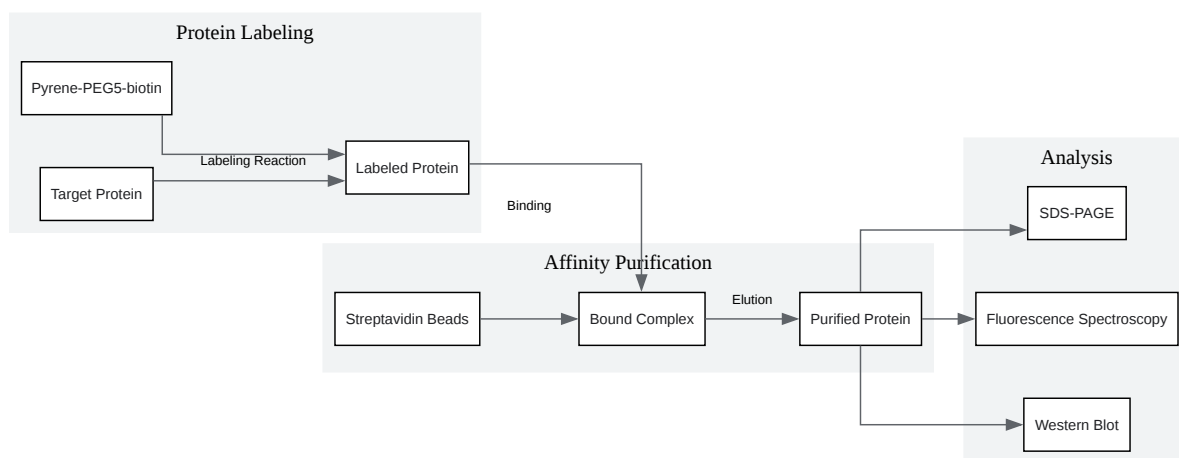 Protein Labeling
Pyrene-PEG5-biotin
Labeling Reaction
Labeled Protein
Target Protein
Binding
Affinity Purification
Streptavidin Beads
Bound Complex
Elution
Purified Protein
Analysis
SDS-PAGE
Fluorescence Spectroscopy
Western Blot